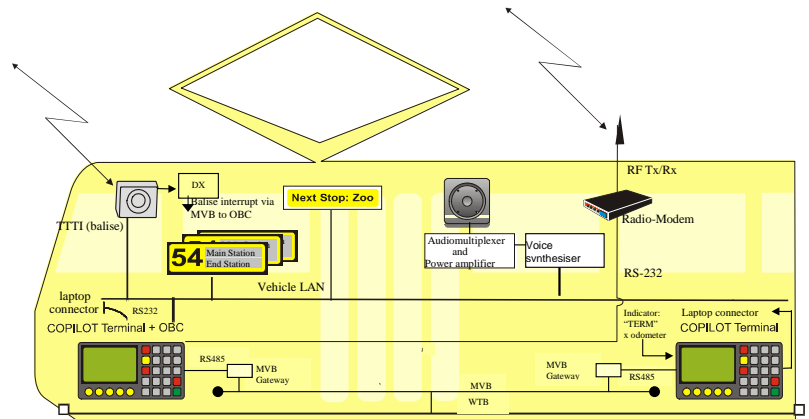 RF Tx/Rx
DX
Balise interrupt via
MVB to OBC
TTTI (balise)
Next Stop: Zoo
Radio-Modem
54 Main Station
End Station
Audiomultiplexer
and
Power amplifier
Voice
synthesiser
RS-232
Vehicle LAN
laptop
connector
RS232
COPILOT Terminal + OBC
Indicator:
“TERM”
x odometer
Laptop connector
COPILOT Terminal
RS485
MVB
Gateway
MVB
Gateway
RS485
MVB
WTB